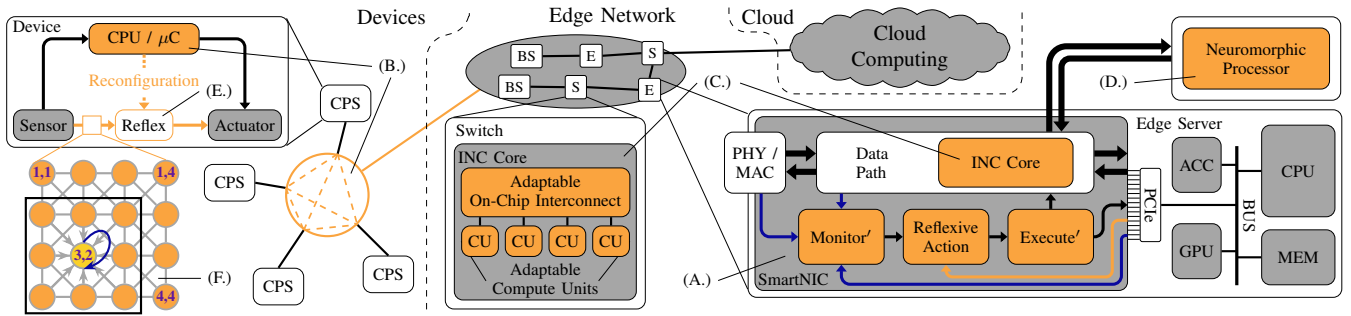 Devices
Edge Network
Cloud
Device
CPU / μC
Reconfiguration
(B.)
(E.)
Sensor
Reflex
Actuator
1,1
1,4
3,2
4,4
(F.)
CPS
CPS
CPS
CPS
BS
E
S
BS
S
E
Cloud
Computing
(C.)
Switch
INC Core
Adaptable
On-Chip Interconnect
CU
CU
CU
CU
Adaptable
Compute Units
(D.)
Neuromorphic
Processor
(A.)
PHY /
MAC
Data
Path
INC Core
Monitor′
Reflexive
Action
Execute′
SmartNIC
Edge Server
PCIe
ACC
GPU
BUS
CPU
MEM